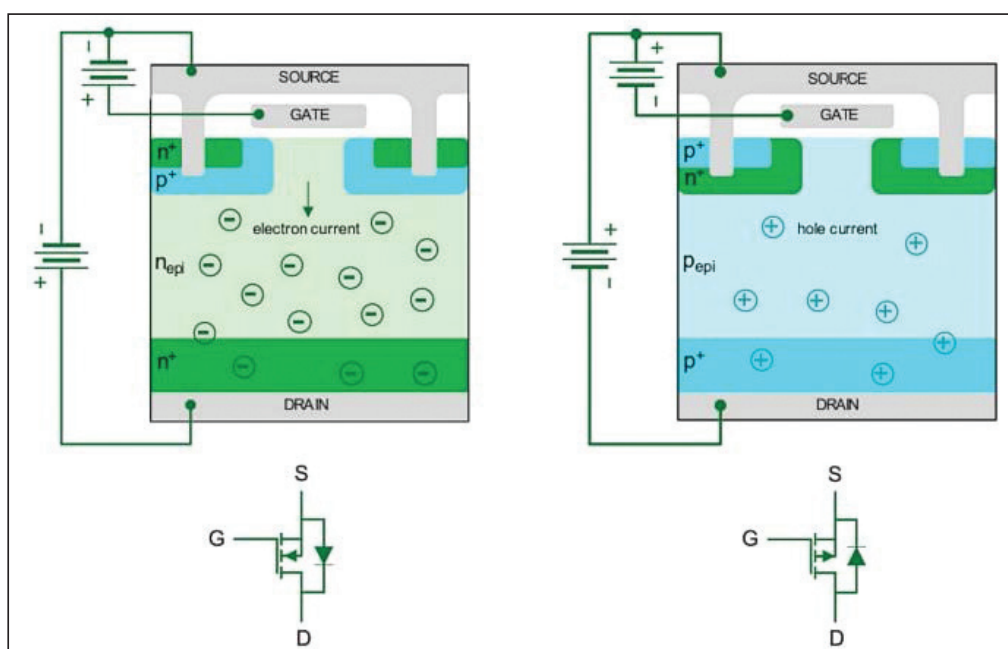 −
+
SOURCE
GATE
n+
p+
electron current
−
+
nepi
n+
DRAIN
S
G
D
+
−
SOURCE
GATE
p+
n+
hole current
+
−
pepi
p+
DRAIN
S
G
D